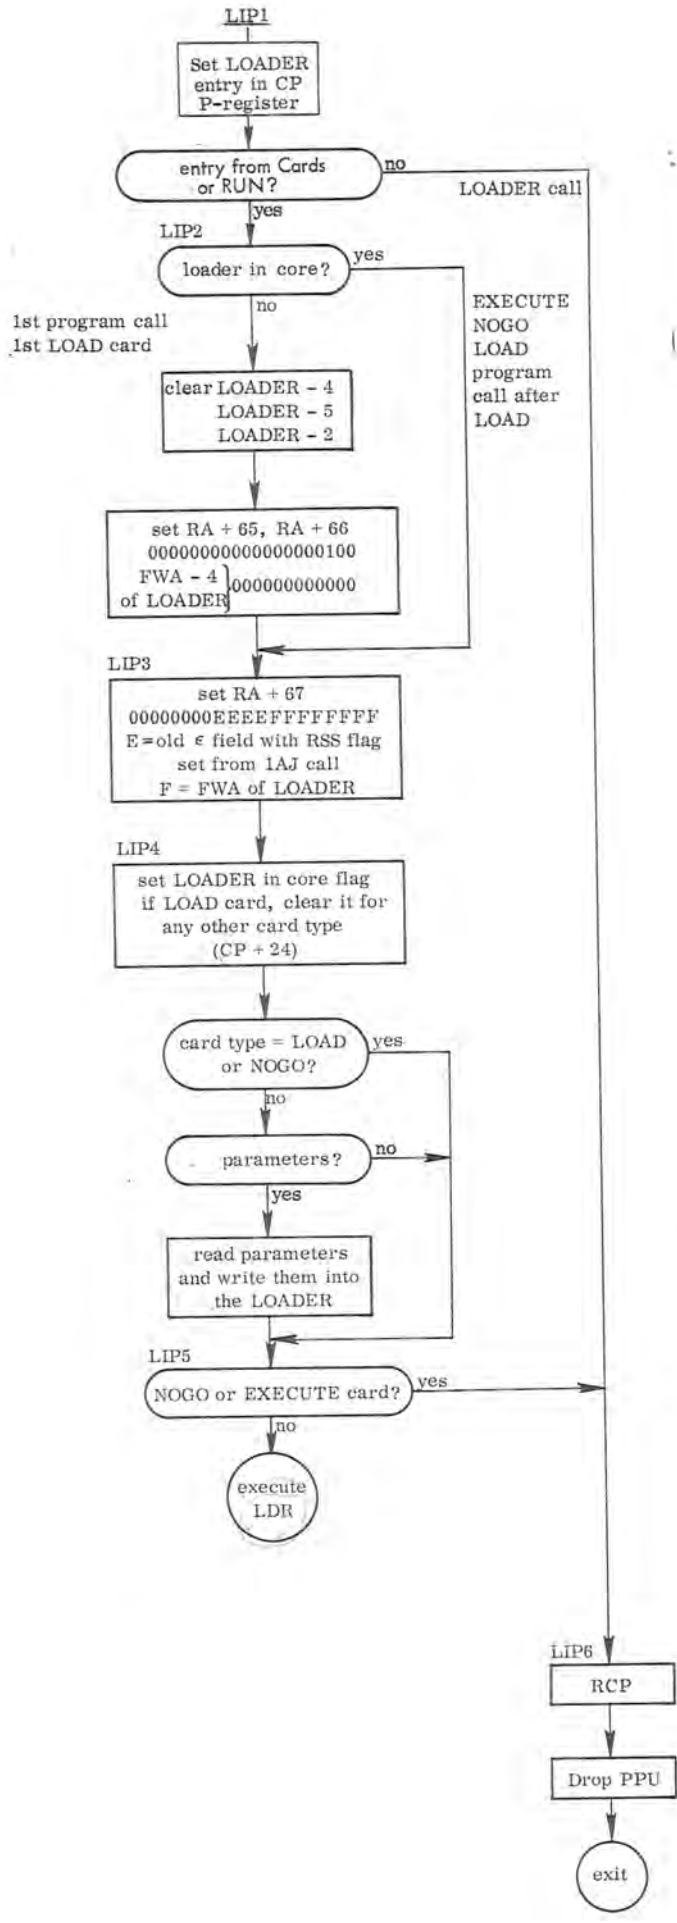 LIP1
Set LOADER
entry in CP
P-register
entry from Cards
or RUN?
no
LOADER call
yes
LIP2
loader in core?
yes
no
1st program call
1st LOAD card
EXECUTE
NOGO
LOAD
program
call after
LOAD
clear LOADER - 4
LOADER - 5
LOADER - 2
set RA + 65, RA + 66
00000000000000000100
FWA - 4
of LOADER
}000000000000
LIP3
set RA + 67
00000000EEEEFFFFFFFF
E = old ϵ field with RSS flag
set from 1AJ call
F = FWA of LOADER
LIP4
set LOADER in core flag
if LOAD card, clear it for
any other card type
(CP + 24)
card type = LOAD
or NOGO?
yes
no
parameters?
no
yes
read parameters
and write them into
the LOADER
LIP5
NOGO or EXECUTE card?
yes
no
execute
LDR
LIP6
RCP
Drop PPU
exit